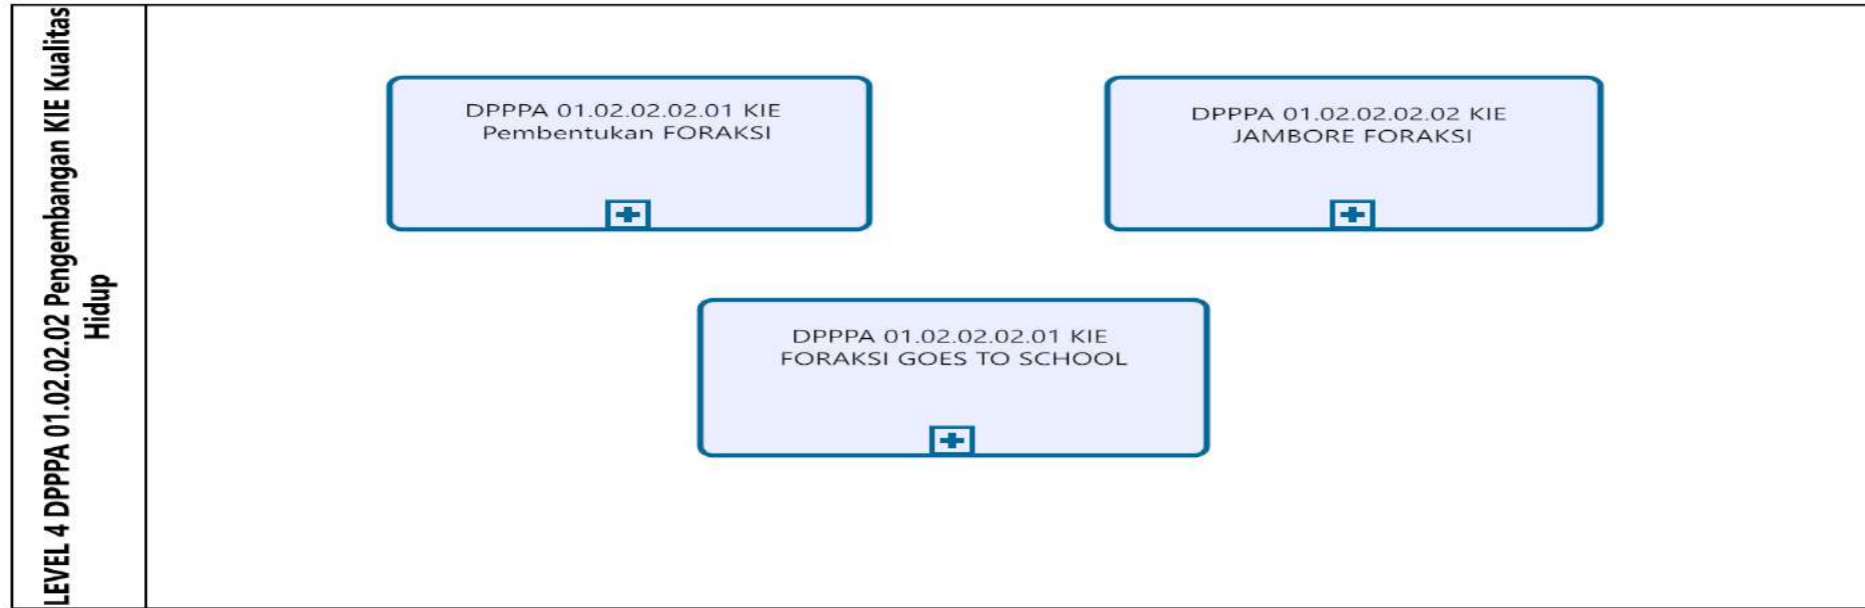 LEVEL 4 DPPPA 01.02.02.02 Pengembangan KIE Kualitas
Hidup
DPPPA 01.02.02.02.01 KIE
Pembentukan FORAKSI
DPPPA 01.02.02.02.02 KIE
JAMBORE FORAKSI
DPPPA 01.02.02.02.01 KIE
FORAKSI GOES TO SCHOOL